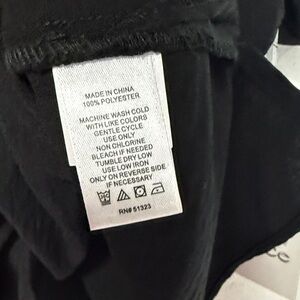 MADE IN CHINA
100% POLYESTER
MACHINE WASH COLD
WITH LIKE COLORS
GENTLE CYCLE
USE ONLY
NON CHLORINE
BLEACH IF NEEDED
TUMBLE DRY LOW
USE LOW IRON
ONLY ON REVERSE SIDE
IF NECESSARY
RN# 51323